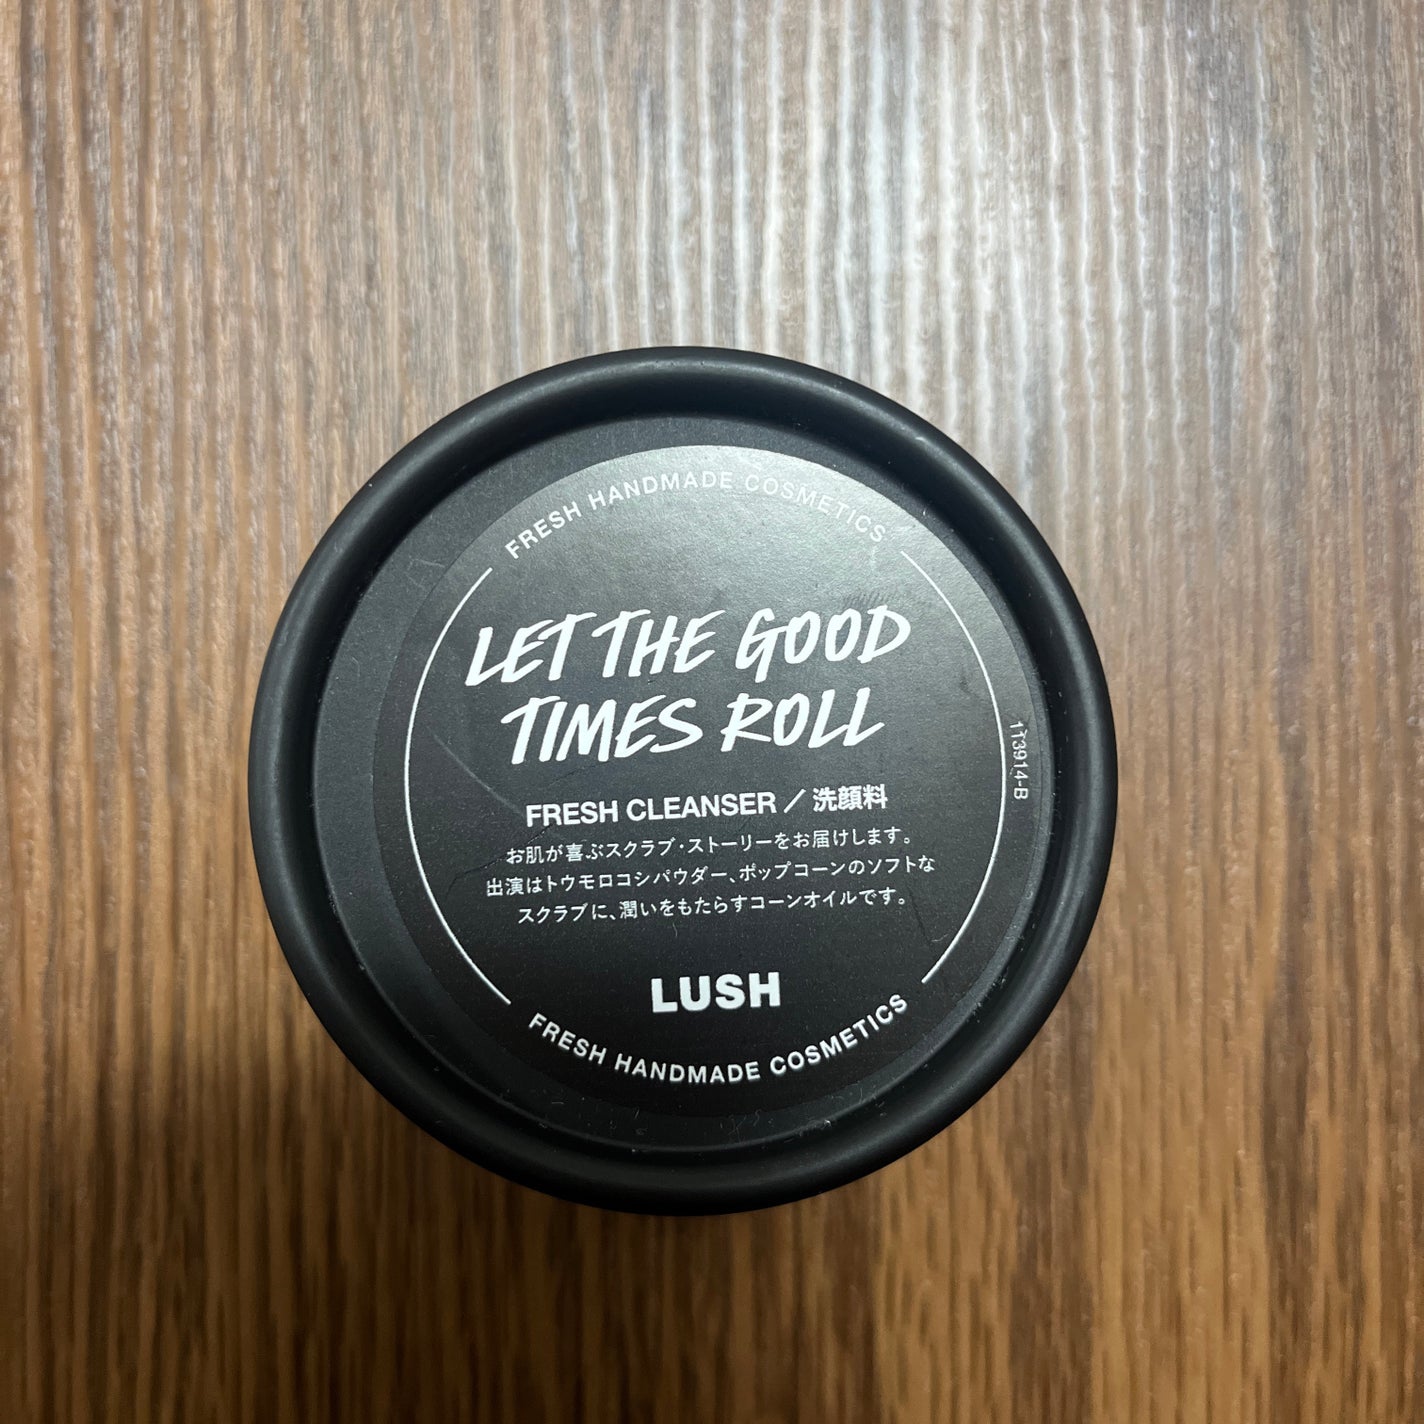 FRESH HANDMADE COSMETICS
LET THE GOOD
TIMES ROLL
113914-B
FRESH CLEANSER / 洗顔料
お肌が喜ぶスクラブ・ストーリーをお届けします。
出演はトウモロコシパウダー、ポップコーンのソフトな
スクラブに、潤いをもたらすコーンオイルです。
LUSH
FRESH HANDMADE COSMETICS